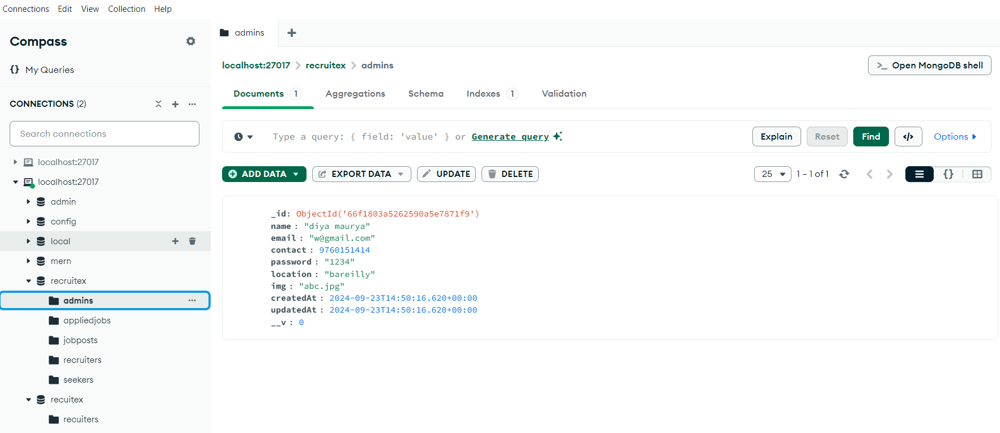 Connections Edit View Collection Help
Compass
{} My Queries
CONNECTIONS (2)
Search connections
localhost:27017
localhost:27017
admin
config
local
mern
recruitex
admins
appliedjobs
jobposts
recruiters
seekers
recuitex
recuiters
admins
localhost:27017 > recruitex > admins
>_ Open MongoDB shell
Documents 1 Aggregations Schema Indexes 1 Validation
Type a query: { field: 'value' } or Generate query
Explain Reset Find </> Options
ADD DATA EXPORT DATA UPDATE DELETE
25 1 – 1 of 1 {}
_id: ObjectId('66f1803a5262590a5e7871f9')
name : "diya maurya"
email : "w@gmail.com"
contact : 9760151414
password : "1234"
location : "bareilly"
img : "abc.jpg"
createdAt : 2024-09-23T14:50:16.620+00:00
updatedAt : 2024-09-23T14:50:16.620+00:00
__v : 0